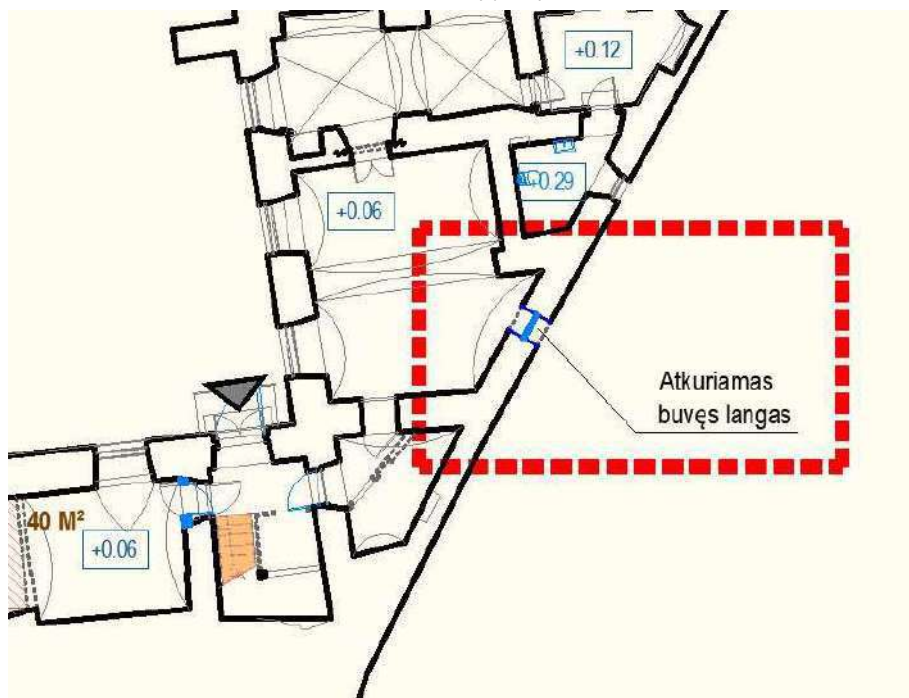 +0.12
+0.29
+0.06
Atkuriamas
buvęs langas
40 M²
+0.06